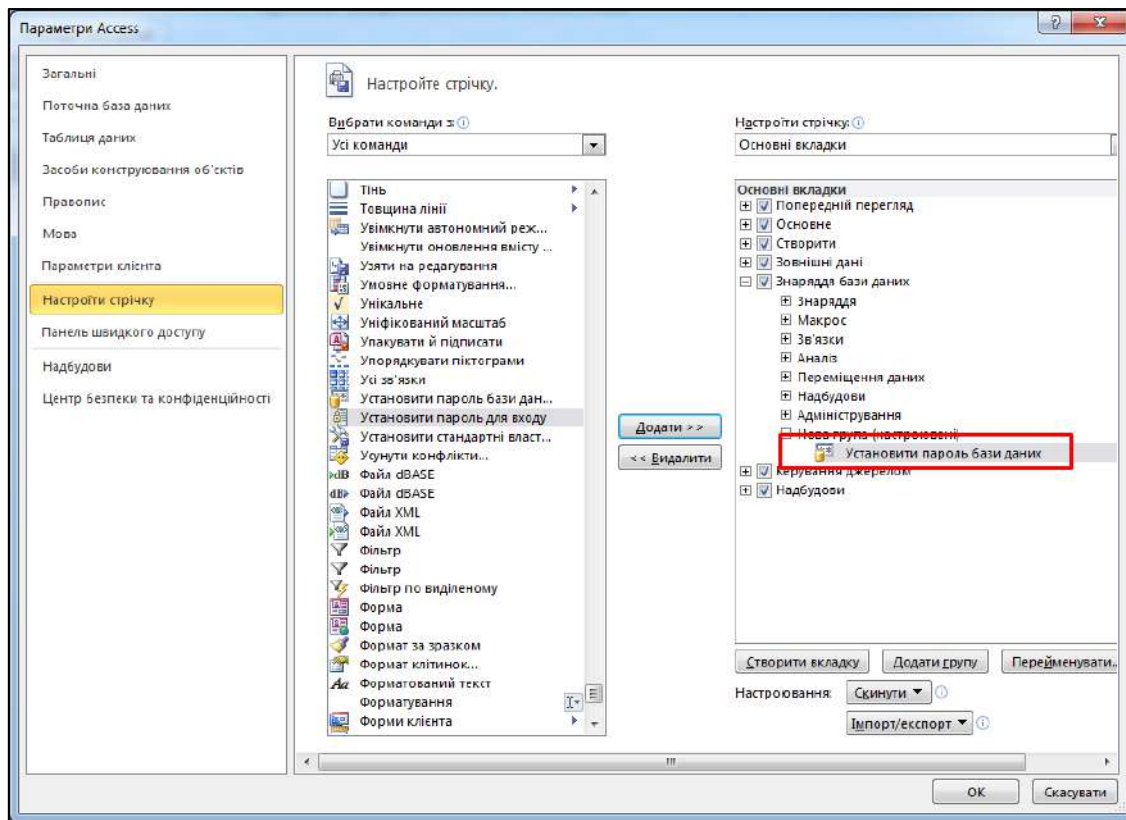 Параметри Access
Загальні
Поточна база даних
Таблиця даних
Засоби конструювання об'єктів
Правопис
Мова
Параметри клієнта
Настроїти стрічку
Панель швидкого доступу
Надбудови
Центр безпеки та конфіденційності
Настройте стрічку.
Вибрати команди з:
Усі команди
Тінь
Товщина лінії
Увімкнути автономний реж...
Увімкнути оновлення вмісту ...
Узяти на редагування
Умовне форматування...
Унікальне
Уніфікований масштаб
Упакувати й підписати
Упорядкувати піктограми
Усі зв'язки
Установити пароль бази дан...
Установити пароль для входу
Установити стандартні власт...
Усунути конфлікти...
Файл dBASE
Файл dBASE
Файл XML
Файл XML
Фільтр
Фільтр
Фільтр по виділеному
Форма
Форма
Формат за зразком
Формат клітинок...
Форматований текст
Форматування
Форми клієнта
Додати > >
< < Видалити
Настроїти стрічку:
Основні вкладки
Основні вкладки
Попередній перегляд
Основне
Створити
Зовнішні дані
Знаряддя бази даних
Знаряддя
Макрос
Зв'язки
Аналіз
Переміщення даних
Надбудови
Адміністрування
Нова група (настроювані)
Установити пароль бази даних
Керування джерелом
Надбудови
Створити вкладку
Додати групу
Перейменувати..
Настроювання:
Скинути
Імпорт/експорт
ОК
Скасувати